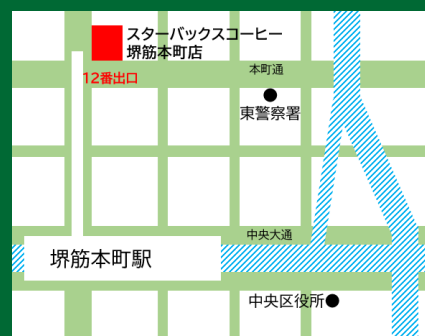 スターバックスコーヒー
堺筋本町店
本町通
12番出口
東警察署
中央大通
堺筋本町駅
中央区役所